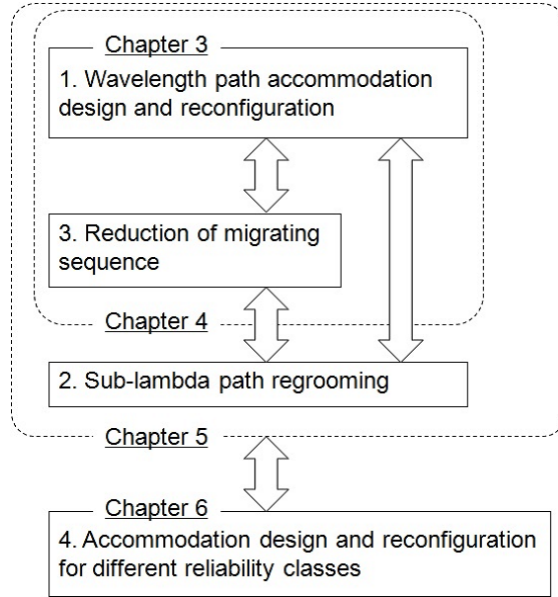 Chapter 3
1. Wavelength path accommodation
design and reconfiguration
3. Reduction of migrating
sequence
Chapter 4
2. Sub-lambda path regrooming
Chapter 5
Chapter 6
4. Accommodation design and reconfiguration
for different reliability classes